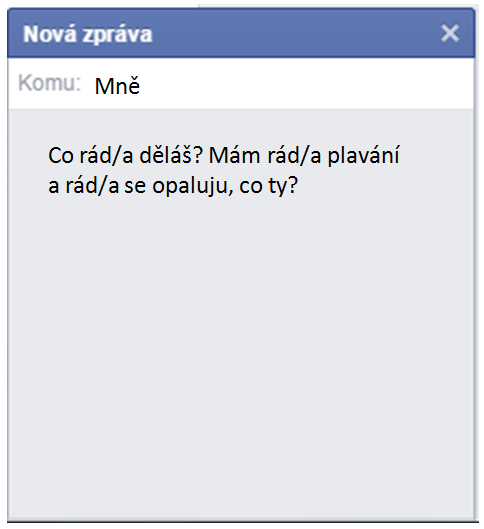 Nová zpráva
Komu: Mně
Co rád/a děláš? Mám rád/a plavání
a rád/a se opaluju, co ty?